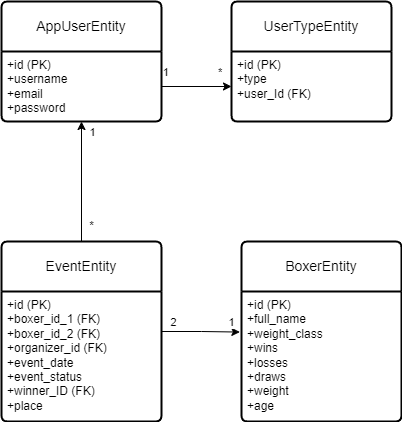 AppUserEntity
+id (PK)
+username
+email
+password
UserTypeEntity
+id (PK)
+type
+user_Id (FK)
1
*
1
*
EventEntity
+id (PK)
+boxer_id_1 (FK)
+boxer_id_2 (FK)
+organizer_id (FK)
+event_date
+event_status
+winner_ID (FK)
+place
2
1
BoxerEntity
+id (PK)
+full_name
+weight_class
+wins
+losses
+draws
+weight
+age